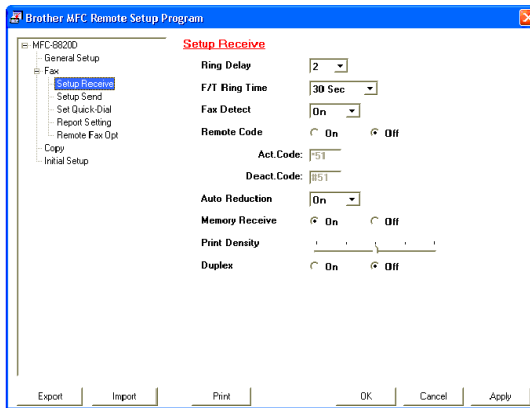 Brother MFC Remote Setup Program
MFC-8820D
General Setup
Fax
Setup Receive
Setup Send
Set Quick-Dial
Report Setting
Remote Fax Opt
Copy
Initial Setup
Setup Receive
Ring Delay 2
F/T Ring Time 30 Sec
Fax Detect On
Remote Code On Off
Act.Code: *51
Deact.Code: #51
Auto Reduction On
Memory Receive On Off
Print Density
Duplex On Off
Export Import Print OK Cancel Apply